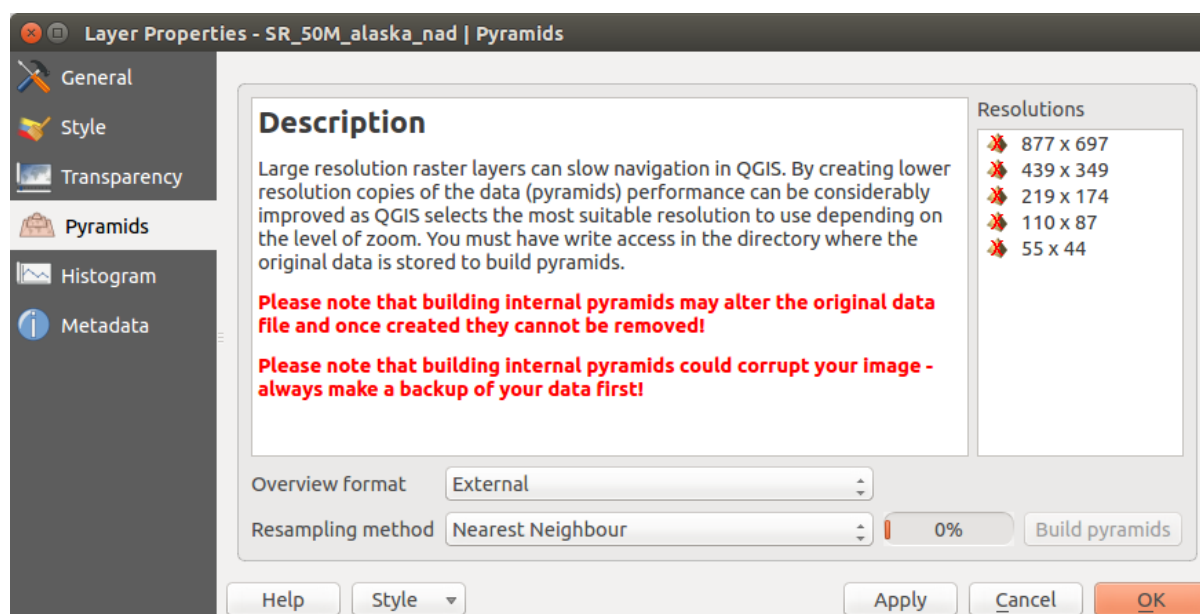 Layer Properties - SR_50M_alaska_nad | Pyramids
General
Style
Transparency
Pyramids
Histogram
Metadata
Description
Large resolution raster layers can slow navigation in QGIS. By creating lower
resolution copies of the data (pyramids) performance can be considerably
improved as QGIS selects the most suitable resolution to use depending on
the level of zoom. You must have write access in the directory where the
original data is stored to build pyramids.
Please note that building internal pyramids may alter the original data
file and once created they cannot be removed!
Please note that building internal pyramids could corrupt your image -
always make a backup of your data first!
Resolutions
877 x 697
439 x 349
219 x 174
110 x 87
55 x 44
Overview format External
Resampling method Nearest Neighbour 0% Build pyramids
Help Style Apply Cancel OK